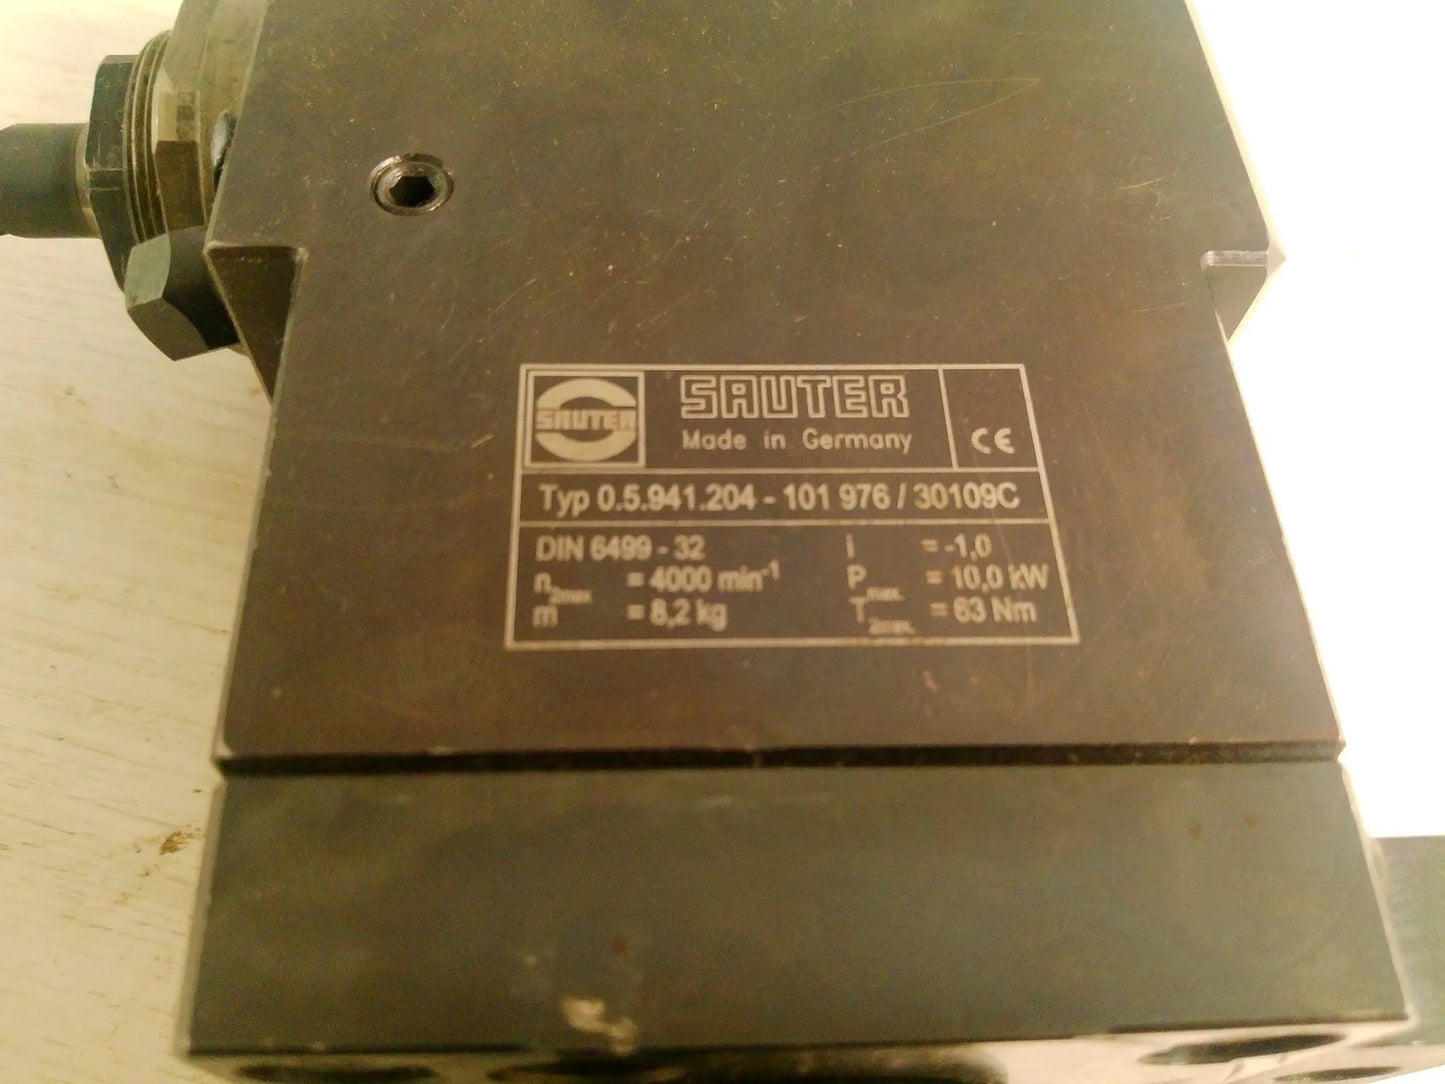 SAUTER
SAUTER
Made in Germany
CE
Typ 0.5.941.204 - 101 976 / 30109C
DIN 6499 - 32
i = -1,0
n2max = 4000 min-1
Pmax. = 10,0 kW
m = 8,2 kg
T2max. = 63 Nm